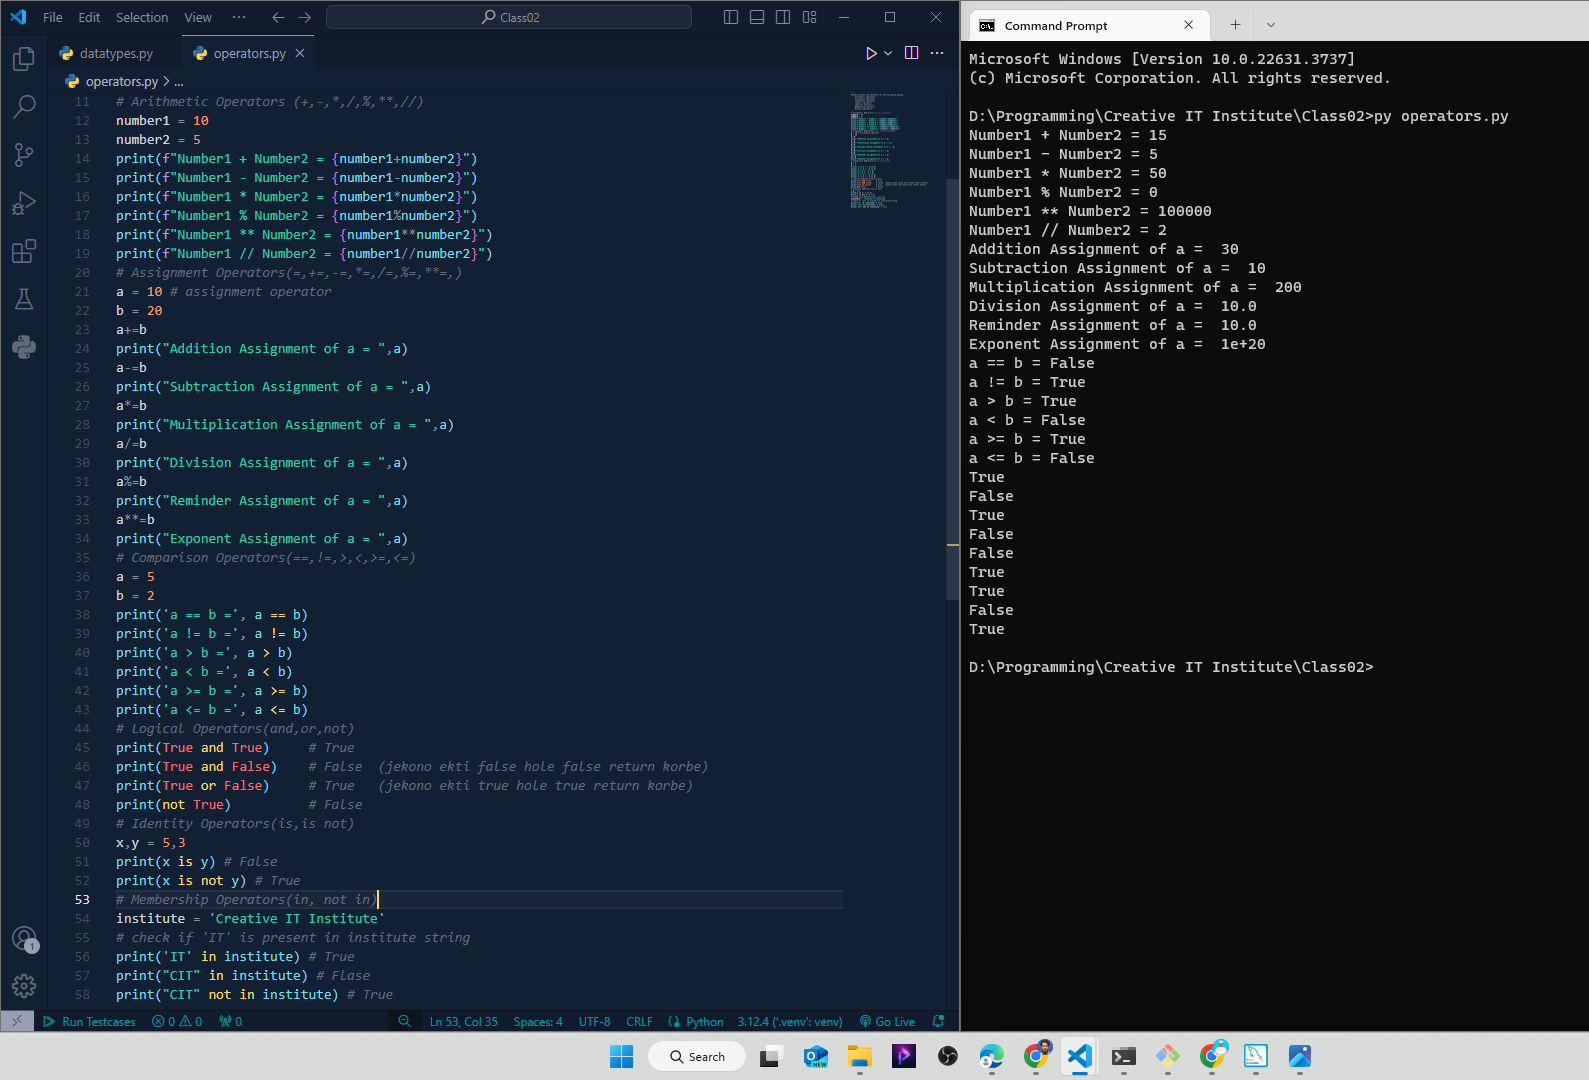 File Edit Selection View ··· Class02
datatypes.py operators.py
operators.py > ...
11 # Arithmetic Operators (+,-,*,/,%,**,//)
12 number1 = 10
13 number2 = 5
14 print(f"Number1 + Number2 = {number1+number2}")
15 print(f"Number1 - Number2 = {number1-number2}")
16 print(f"Number1 * Number2 = {number1*number2}")
17 print(f"Number1 % Number2 = {number1%number2}")
18 print(f"Number1 ** Number2 = {number1**number2}")
19 print(f"Number1 // Number2 = {number1//number2}")
20 # Assignment Operators(=,+=,-=,*=,/=,%=,**=,)
21 a = 10 # assignment operator
22 b = 20
23 a+=b
24 print("Addition Assignment of a = ",a)
25 a-=b
26 print("Subtraction Assignment of a = ",a)
27 a*=b
28 print("Multiplication Assignment of a = ",a)
29 a/=b
30 print("Division Assignment of a = ",a)
31 a%=b
32 print("Reminder Assignment of a = ",a)
33 a**=b
34 print("Exponent Assignment of a = ",a)
35 # Comparison Operators(==,!=,>,<,>=,<=)
36 a = 5
37 b = 2
38 print('a == b =', a == b)
39 print('a != b =', a != b)
40 print('a > b =', a > b)
41 print('a < b =', a < b)
42 print('a >= b =', a >= b)
43 print('a <= b =', a <= b)
44 # Logical Operators(and,or,not)
45 print(True and True) # True
46 print(True and False) # False (jekono ekti false hole false return korbe)
47 print(True or False) # True (jekono ekti true hole true return korbe)
48 print(not True) # False
49 # Identity Operators(is,is not)
50 x,y = 5,3
51 print(x is y) # False
52 print(x is not y) # True
53 # Membership Operators(in, not in)
54 institute = 'Creative IT Institute'
55 # check if 'IT' is present in institute string
56 print('IT' in institute) # True
57 print("CIT" in institute) # Flase
58 print("CIT" not in institute) # True
1
Run Testcases 0 0 0 Ln 53, Col 35 Spaces: 4 UTF-8 CRLF Python 3.12.4 ('.venv': venv) Go Live
Command Prompt
Microsoft Windows [Version 10.0.22631.3737]
(c) Microsoft Corporation. All rights reserved.
D:\Programming\Creative IT Institute\Class02>py operators.py
Number1 + Number2 = 15
Number1 - Number2 = 5
Number1 * Number2 = 50
Number1 % Number2 = 0
Number1 ** Number2 = 100000
Number1 // Number2 = 2
Addition Assignment of a =  30
Subtraction Assignment of a =  10
Multiplication Assignment of a =  200
Division Assignment of a =  10.0
Reminder Assignment of a =  10.0
Exponent Assignment of a =  1e+20
a == b = False
a != b = True
a > b = True
a < b = False
a >= b = True
a <= b = False
True
False
True
False
False
True
True
False
True
D:\Programming\Creative IT Institute\Class02>
Search
NEW